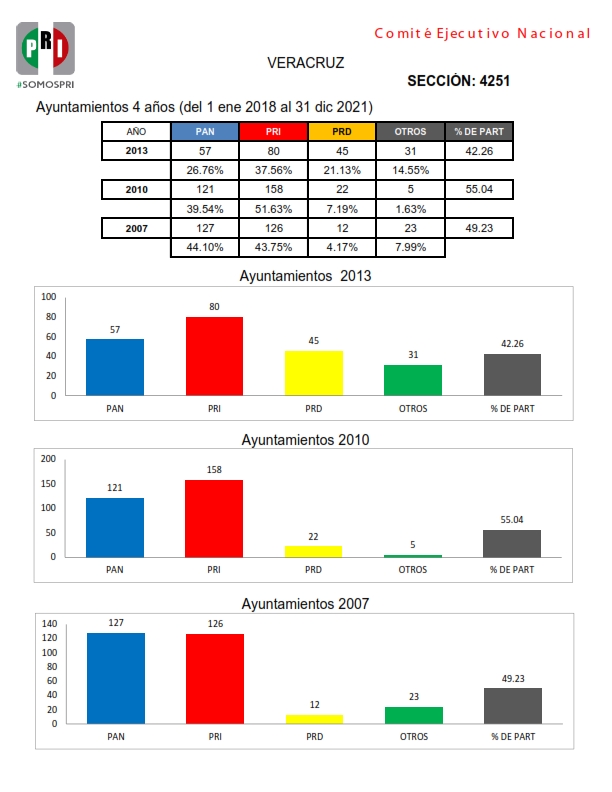 Comité Ejecutivo Nacional
PRI
#SOMOSPRI
VERACRUZ
SECCIÓN: 4251
Ayuntamientos 4 años (del 1 ene 2018 al 31 dic 2021)
AÑO PAN PRI PRD OTROS % DE PART
2013 57 80 45 31 42.26
26.76% 37.56% 21.13% 14.55%
2010 121 158 22 5 55.04
39.54% 51.63% 7.19% 1.63%
2007 127 126 12 23 49.23
44.10% 43.75% 4.17% 7.99%
Ayuntamientos 2013
100
80
60
40
20
0
57
80
45
31
42.26
PAN PRI PRD OTROS % DE PART
Ayuntamientos 2010
200
150
100
50
0
121
158
22
5
55.04
PAN PRI PRD OTROS % DE PART
Ayuntamientos 2007
140
120
100
80
60
40
20
0
127
126
12
23
49.23
PAN PRI PRD OTROS % DE PART